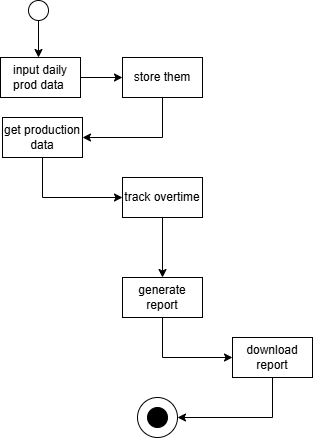 input daily
prod data
store them
get production
data
track overtime
generate
report
download
report